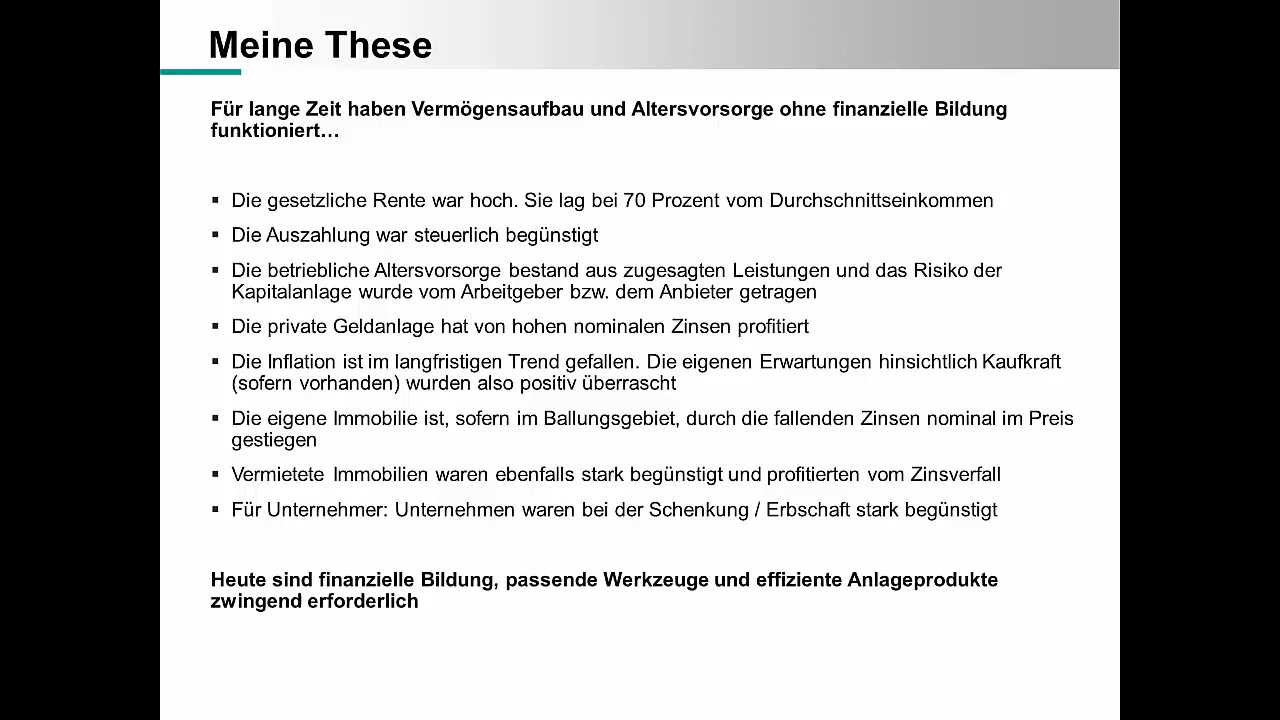 Meine These
Für lange Zeit haben Vermögensaufbau und Altersvorsorge ohne finanzielle Bildung
funktioniert…
▪ Die gesetzliche Rente war hoch. Sie lag bei 70 Prozent vom Durchschnittseinkommen
▪ Die Auszahlung war steuerlich begünstigt
▪ Die betriebliche Altersvorsorge bestand aus zugesagten Leistungen und das Risiko der
Kapitalanlage wurde vom Arbeitgeber bzw. dem Anbieter getragen
▪ Die private Geldanlage hat von hohen nominalen Zinsen profitiert
▪ Die Inflation ist im langfristigen Trend gefallen. Die eigenen Erwartungen hinsichtlich Kaufkraft
(sofern vorhanden) wurden also positiv überrascht
▪ Die eigene Immobilie ist, sofern im Ballungsgebiet, durch die fallenden Zinsen nominal im Preis
gestiegen
▪ Vermietete Immobilien waren ebenfalls stark begünstigt und profitierten vom Zinsverfall
▪ Für Unternehmer: Unternehmen waren bei der Schenkung / Erbschaft stark begünstigt
Heute sind finanzielle Bildung, passende Werkzeuge und effiziente Anlageprodukte
zwingend erforderlich